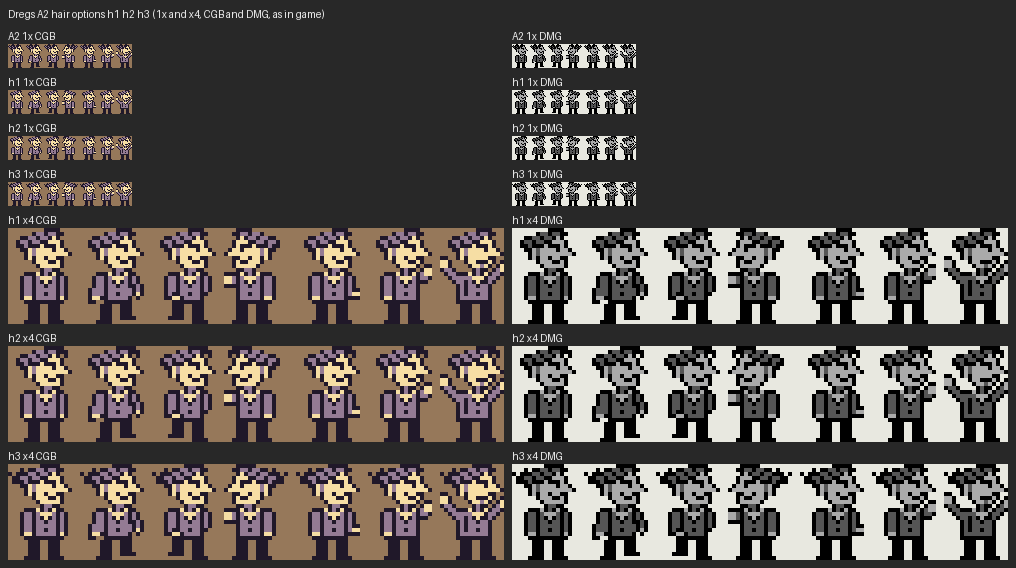 Dregs A2 hair options h1 h2 h3 (1x and x4, CGB and DMG, as in game)
A2 1x CGB
A2 1x DMG
h1 1x CGB
h1 1x DMG
h2 1x CGB
h2 1x DMG
h3 1x CGB
h3 1x DMG
h1 x4 CGB
h1 x4 DMG
h2 x4 CGB
h2 x4 DMG
h3 x4 CGB
h3 x4 DMG